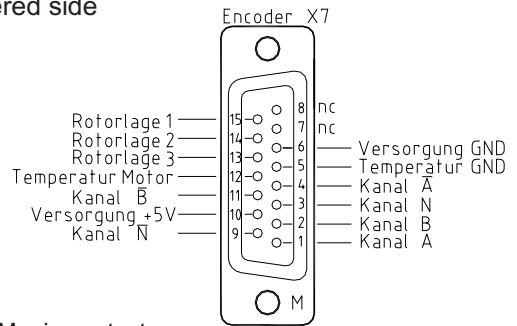 ered side
Encoder X7
8 nc
7 nc
Rotorlage 1 15
Rotorlage 2 14
Rotorlage 3 13
Temperatur Motor 12
Kanal B̅ 11
Versorgung +5V 10
Kanal N̅ 9
6 Versorgung GND
5 Temperatur GND
4 Kanal A̅
3 Kanal N
2 Kanal B
1 Kanal A
M